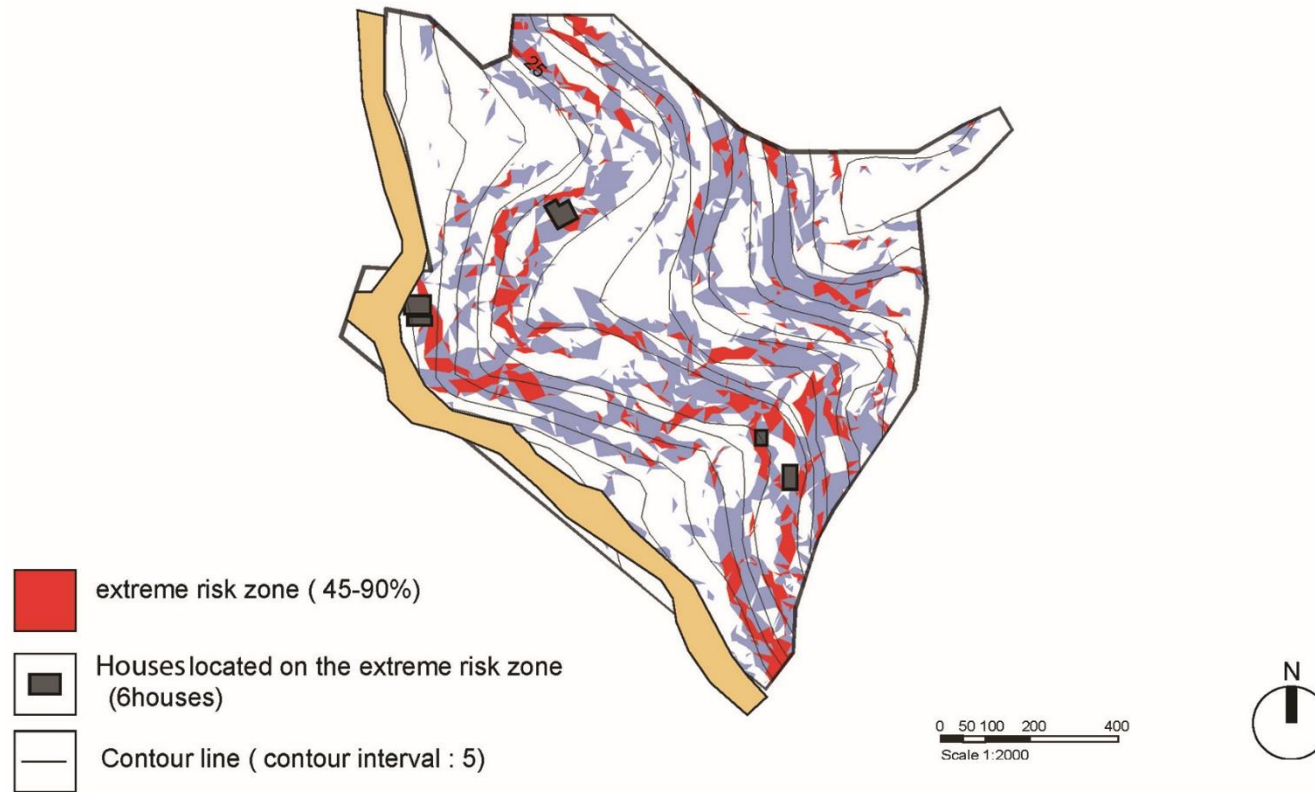 25
extreme risk zone ( 45-90%)
Houses located on the extreme risk zone
(6houses)
Contour line ( contour interval : 5)
0 50 100 200 400
Scale 1:2000
N